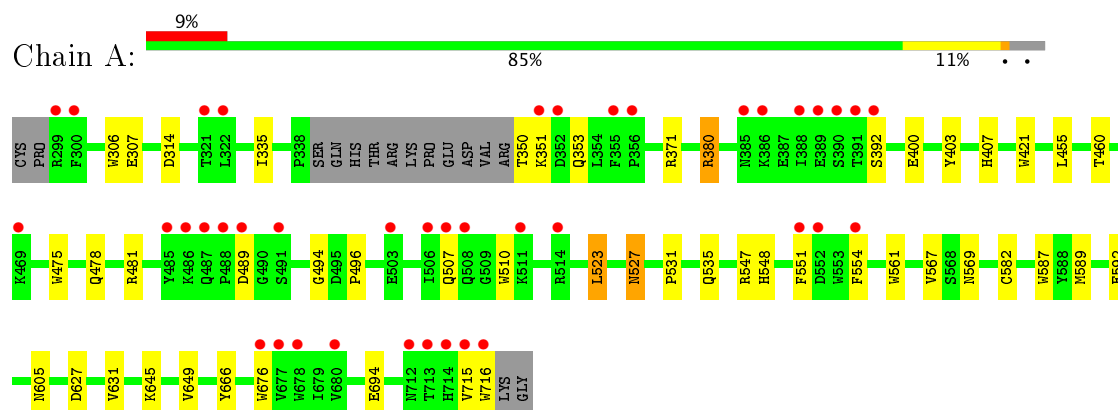 9%
Chain A:
85% 11% • •
CYS PRO R299 F300 W306 E307 D314 T321 L322 I335 P338 SER GLN HIS THR ARG LYS PRO GLU ASP VAL ARG T350 K351 D352 Q353 L354 F355 P356 R371 R380 N385 K386 E387 I388 E389 S390 T391 S392 E400 Y403 H407 W421 L455 T460
K469 W475 Q478 R481 Y485 K486 Q487 P488 D489 G490 S491 G494 D495 P496 E503 I506 Q507 Q508 G509 W510 K511 R514 L523 N527 P531 Q535 R547 H548 F551 D552 W553 F554 W561 V567 S568 N569 C582 W587 Y588 M589
N605 D627 V631 K645 V649 Y666 W676 V677 W678 I679 V680 E694 N712 T713 H714 V715 W716 LYS GLY